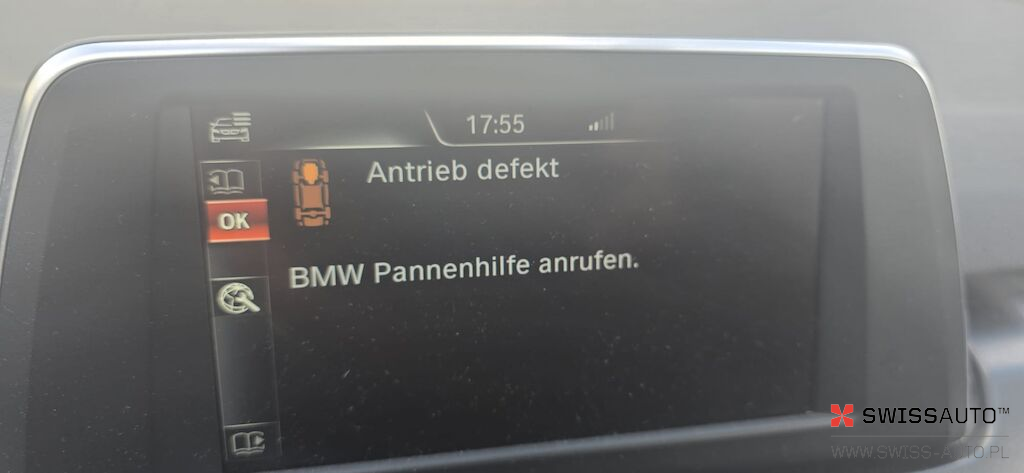 17:55
Antrieb defekt
OK
BMW Pannenhilfe anrufen.
SWISSAUTO™
WWW.SWISS-AUTO.PL